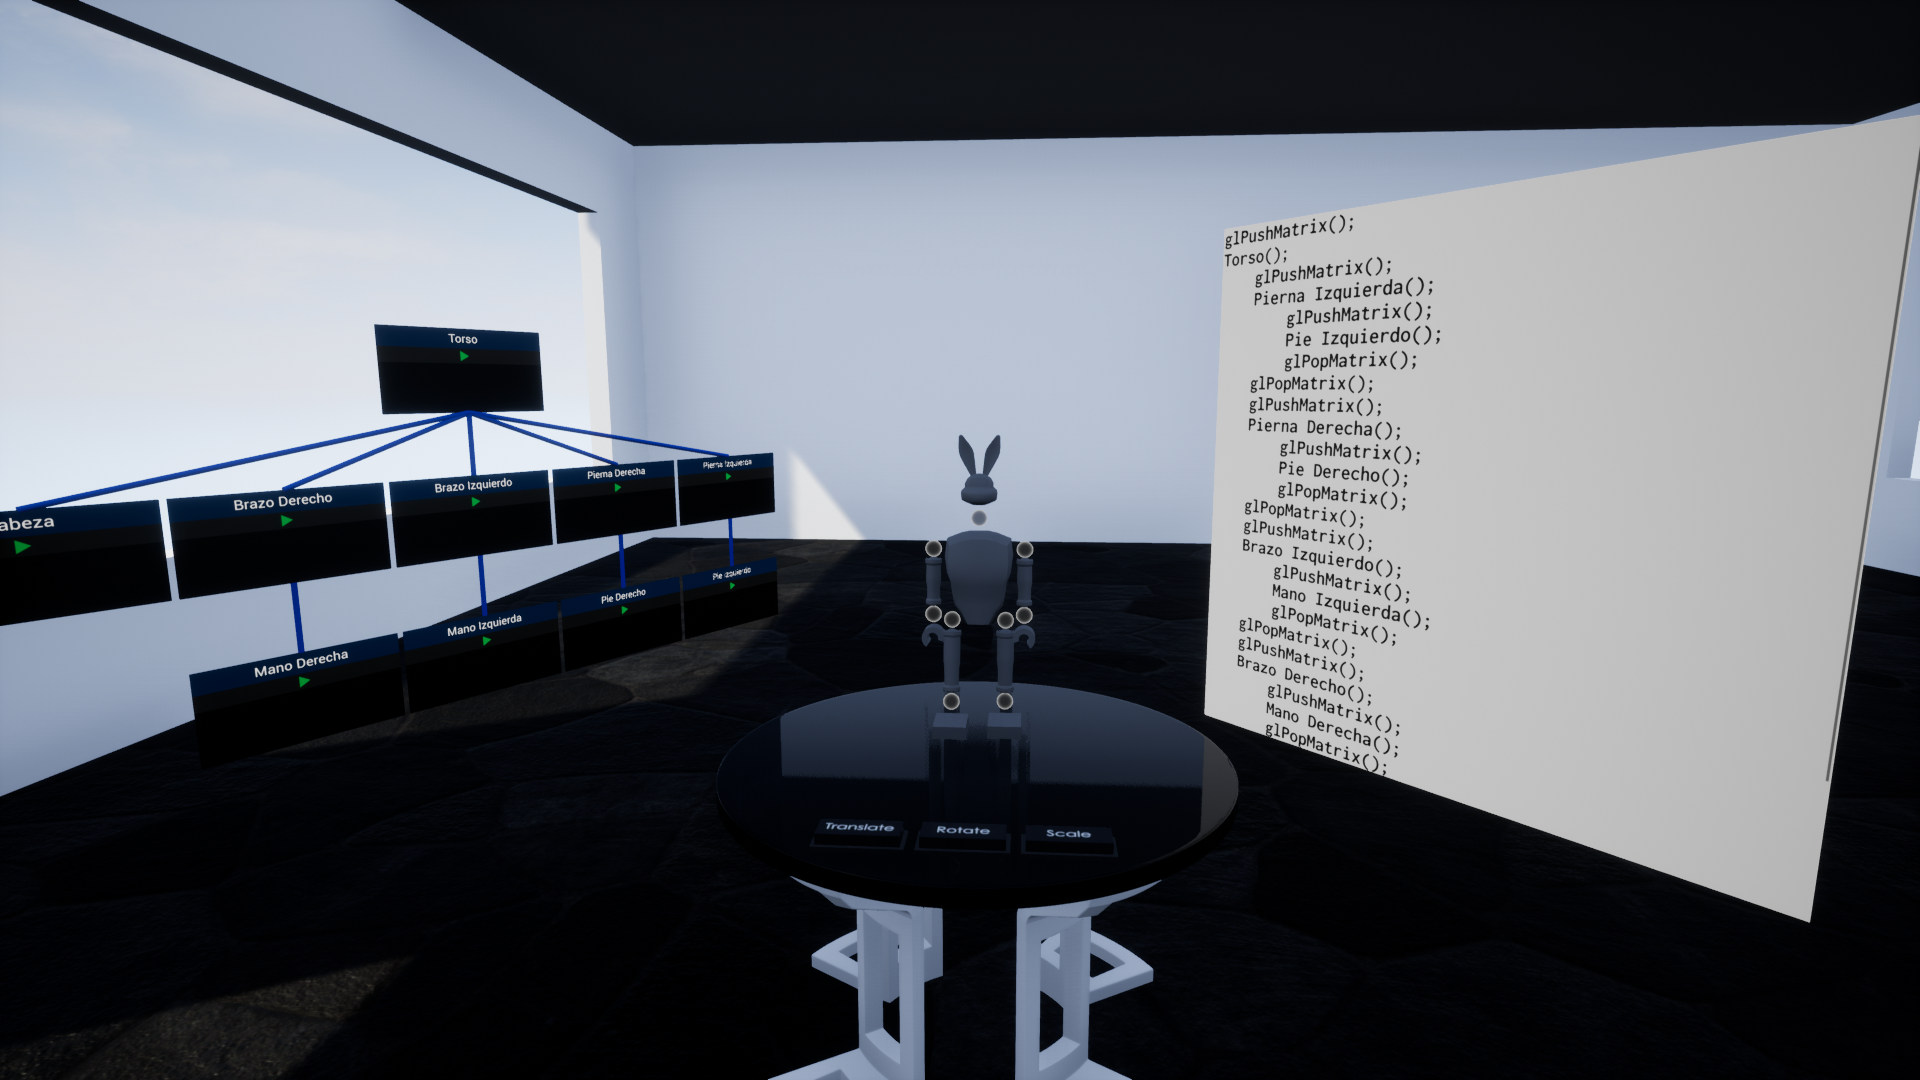 Torso
abeza
Brazo Derecho
Brazo Izquierdo
Pierna Derecha
Pierna Izquierda
Mano Derecha
Mano Izquierda
Pie Derecho
Pie Izquierdo
Translate
Rotate
Scale
glPushMatrix();
Torso();
glPushMatrix();
Pierna Izquierda();
glPushMatrix();
Pie Izquierdo();
glPopMatrix();
glPopMatrix();
glPushMatrix();
Pierna Derecha();
glPushMatrix();
Pie Derecho();
glPopMatrix();
glPopMatrix();
glPushMatrix();
Brazo Izquierdo();
glPushMatrix();
Mano Izquierda();
glPopMatrix();
glPopMatrix();
glPushMatrix();
Brazo Derecho();
glPushMatrix();
Mano Derecha();
glPopMatrix();